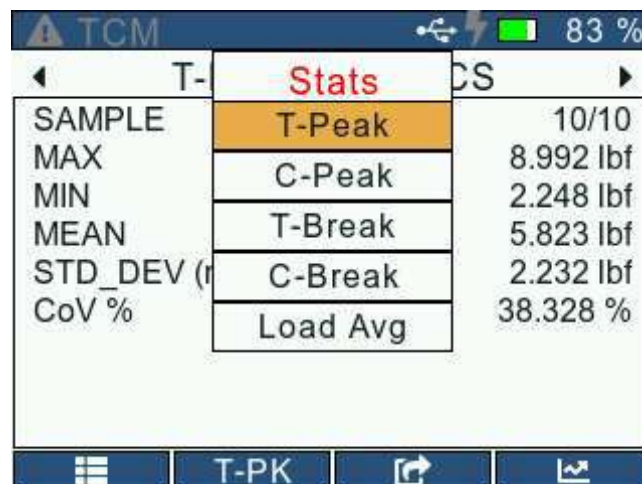 TCM 83 %
T- CS
Stats
T-Peak
C-Peak
T-Break
C-Break
Load Avg
SAMPLE 10/10
MAX 8.992 lbf
MIN 2.248 lbf
MEAN 5.823 lbf
STD_DEV ( 2.232 lbf
CoV % 38.328 %
T-PK